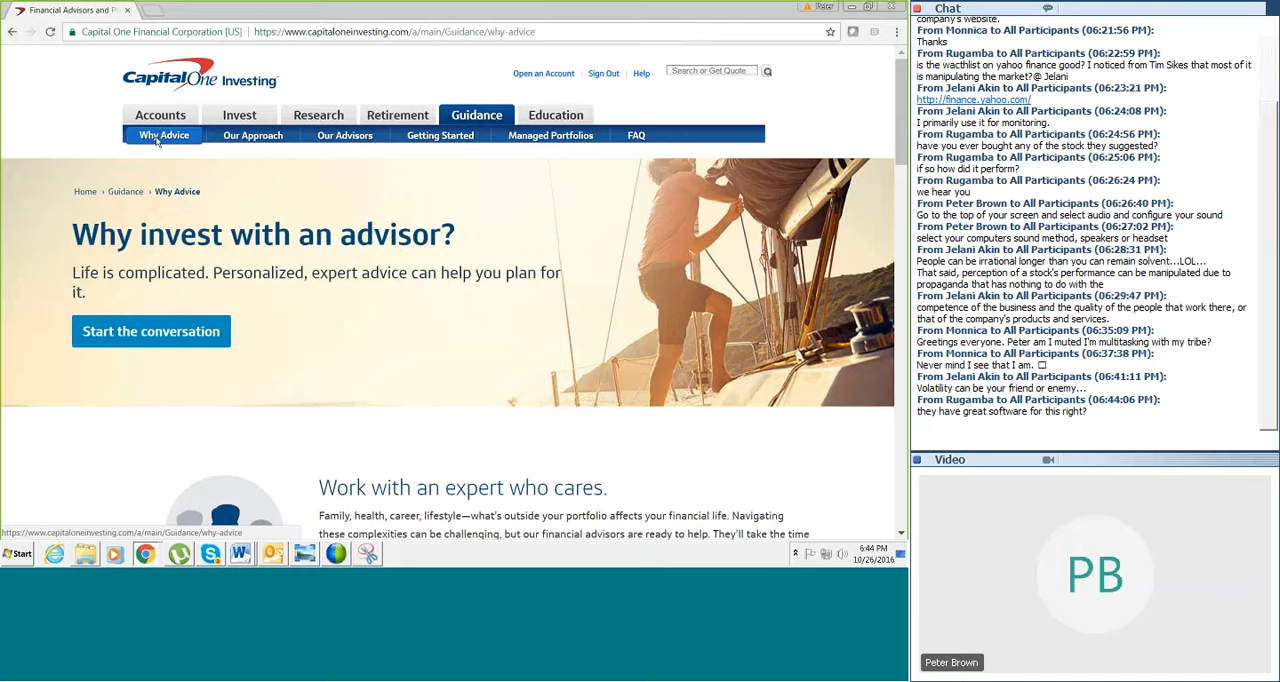 Financial Advisors and P
Peter
Capital One Financial Corporation [US]
https://www.capitaloneinvesting.com/a/main/Guidance/why-advice
CapitalOne Investing
Open an Account
Sign Out
Help
Search or Get Quote
Accounts
Invest
Research
Retirement
Guidance
Education
Why Advice
Our Approach
Our Advisors
Getting Started
Managed Portfolios
FAQ
Home › Guidance › Why Advice
Why invest with an advisor?
Life is complicated. Personalized, expert advice can help you plan for
it.
Start the conversation
Work with an expert who cares.
Family, health, career, lifestyle—what's outside your portfolio affects your financial life. Navigating
these complexities can be challenging, but our financial advisors are ready to help. They'll take the time
https://www.capitaloneinvesting.com/a/main/Guidance/why-advice
Start
6:44 PM
10/26/2016
Chat
company's website.
From Monnica to All Participants (06:21:56 PM):
Thanks
From Rugamba to All Participants (06:22:59 PM):
is the wacthlist on yahoo finance good? I noticed from Tim Sikes that most of it
is manipulating the market?@ Jelani
From Jelani Akin to All Participants (06:23:21 PM):
http://finance.yahoo.com/
From Jelani Akin to All Participants (06:24:08 PM):
I primarily use it for monitoring.
From Rugamba to All Participants (06:24:56 PM):
have you ever bought any of the stock they suggested?
From Rugamba to All Participants (06:25:06 PM):
if so how did it perform?
From Rugamba to All Participants (06:26:24 PM):
we hear you
From Peter Brown to All Participants (06:26:40 PM):
Go to the top of your screen and select audio and configure your sound
From Peter Brown to All Participants (06:27:02 PM):
select your computers sound method, speakers or headset
From Jelani Akin to All Participants (06:28:31 PM):
People can be irrational longer than you can remain solvent...LOL...
That said, perception of a stock's performance can be manipulated due to
propaganda that has nothing to do with the
From Jelani Akin to All Participants (06:29:47 PM):
competence of the business and the quality of the people that work there, or
that of the company's products and services.
From Monnica to All Participants (06:35:09 PM):
Greetings everyone. Peter am I muted I'm multitasking with my tribe?
From Monnica to All Participants (06:37:38 PM):
Never mind I see that I am. □
From Jelani Akin to All Participants (06:41:11 PM):
Volatility can be your friend or enemy...
From Rugamba to All Participants (06:44:06 PM):
they have great software for this right?
Video
PB
Peter Brown